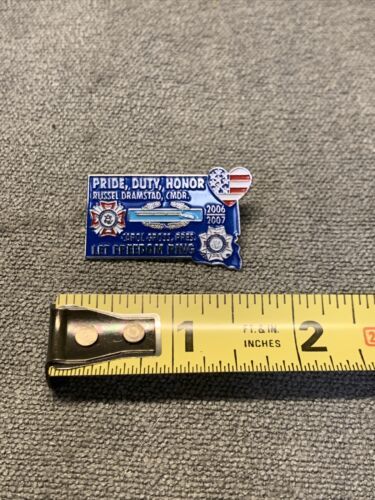 PRIDE, DUTY, HONOR
RUSSEL DRAMSTAD, CMDR.
2006
2007
LET FREEDOM RING
1 FT. & IN. 2
INCHES